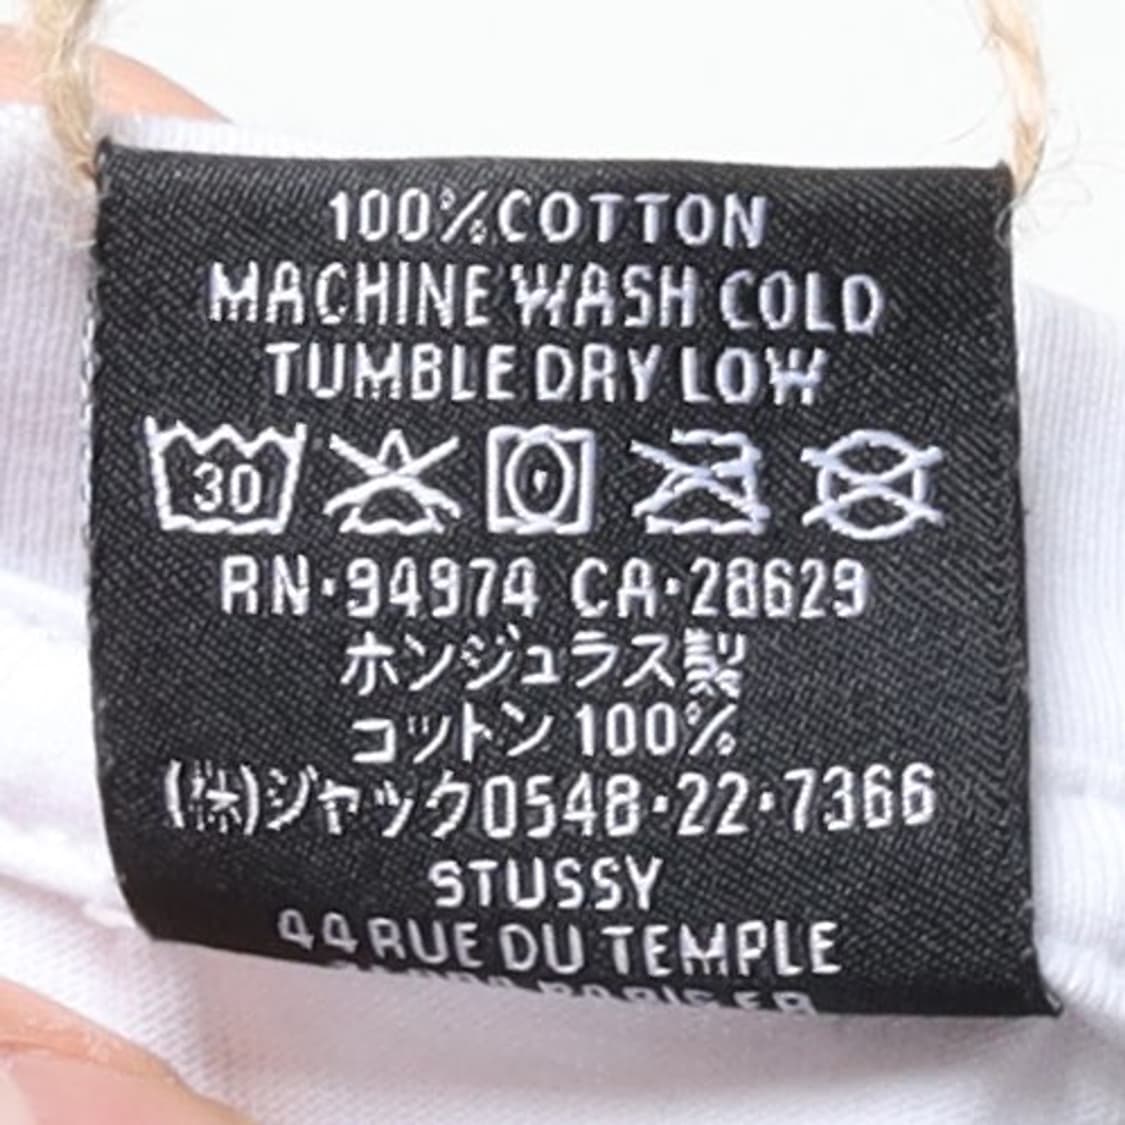 100%COTTON
MACHINE WASH COLD
TUMBLE DRY LOW
30
RN·94974 CA·28629
ホンジュラス製
コットン 100%
(株)ジャック0548·22·7366
STUSSY
44 RUE DU TEMPLE
PARIS FR